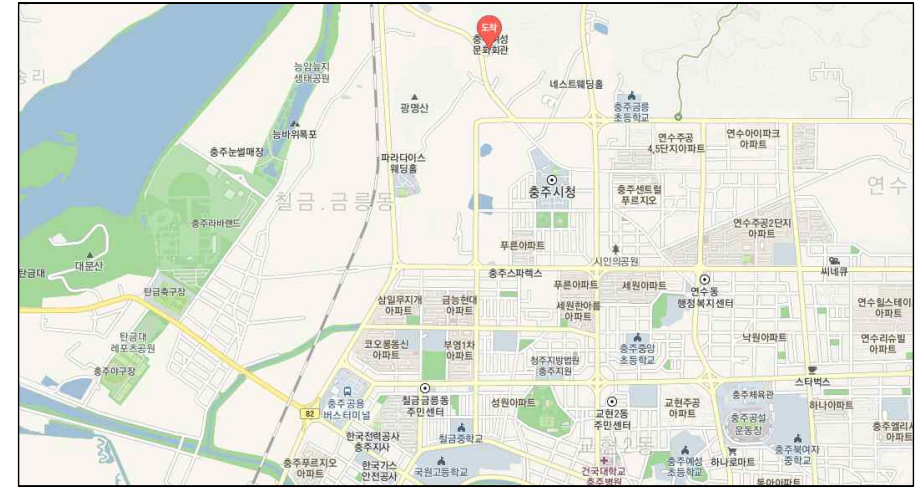 도착
문화회관
능암늪지
생태공원
네스트웨딩홀
광명산
충주금릉
초등학교
능바위폭포
연수주공
4,5단지아파트
연수아이파크
아파트
충주눈썰매장
파라다이스
웨딩홀
충주시청
충주센트럴
푸르지오
연수
칠금.금릉동
충주라바랜드
연수주공2단지
아파트
푸른아파트
시인의공원
대문산
탄금대
충주스파렉스
씨네큐
탄금축구장
푸른아파트
세원아파트
연수동
행정복지센터
삼일무지개
아파트
금능현대
아파트
세원한아름
아파트
연수힐스테이
아파트
탄금대
레포츠공원
코오롱동신
아파트
부영1차
아파트
충주중앙
초등학교
낙원아파트
연수리슈빌
아파트
청주지방법원
충주지원
충주야구장
스타벅스
충주공용
버스터미널
칠금금릉동
주민센터
성원아파트
교현2동
주민센터
교현주공
아파트
충주체육관
하나아파트
82
충주공설
운동장
충주엘리시
아파트
한국전력공사
충주지사
칠금중학교
교현2동
충주북여자
중학교
충주푸르지오
아파트
한국가스
안전공사
국원고등학교
건국대학교
충주병원
충주예성
초등학교
하나로마트
동아아파트